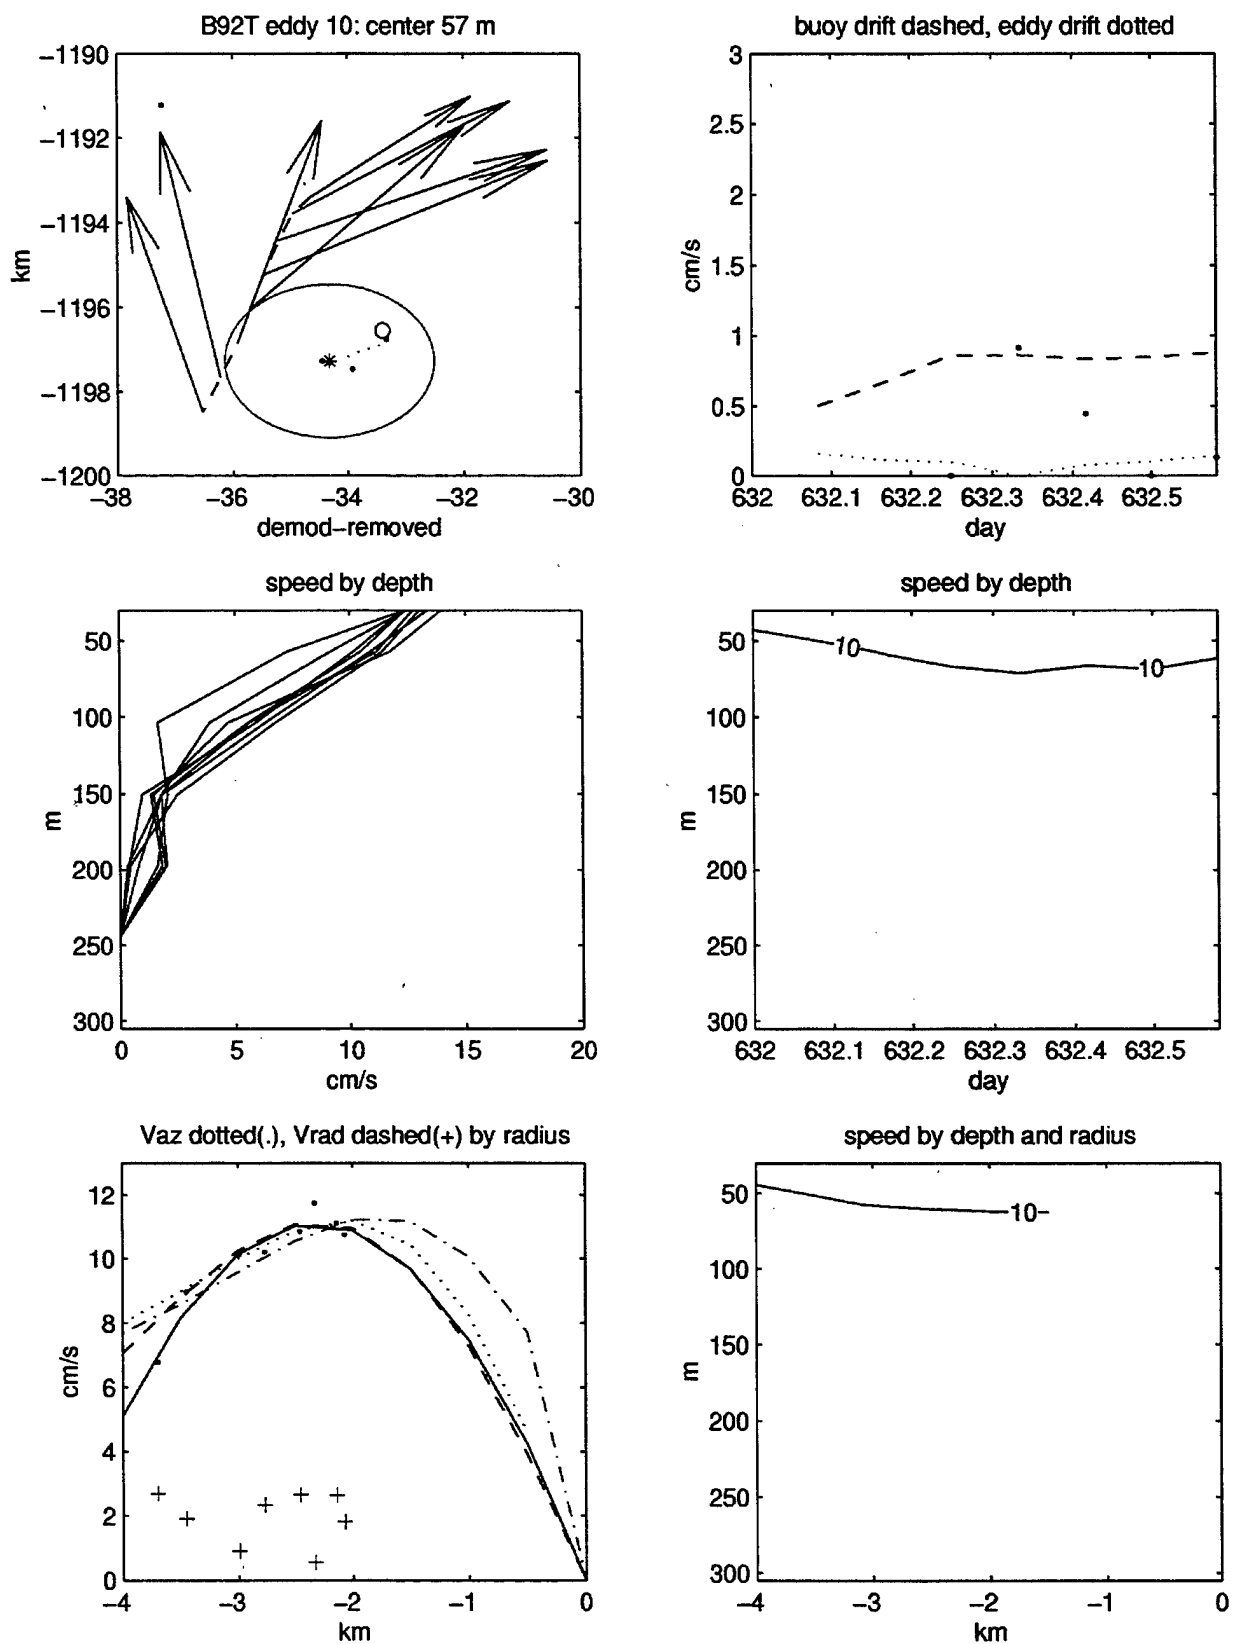 B92T eddy 10: center 57 m
−1190
−1192
−1194
−1196
−1198
−1200
km
−38 −36 −34 −32 −30
demod−removed
buoy drift dashed, eddy drift dotted
3
2.5
2
1.5
1
0.5
0
cm/s
632 632.1 632.2 632.3 632.4 632.5
day
speed by depth
50
100
150
200
250
300
m
0 5 10 15 20
cm/s
speed by depth
50
100
150
200
250
300
m
10 10
632 632.1 632.2 632.3 632.4 632.5
day
Vaz dotted(.), Vrad dashed(+) by radius
12
10
8
6
4
2
0
cm/s
−4 −3 −2 −1 0
km
speed by depth and radius
50
100
150
200
250
300
m
10
−4 −3 −2 −1 0
km